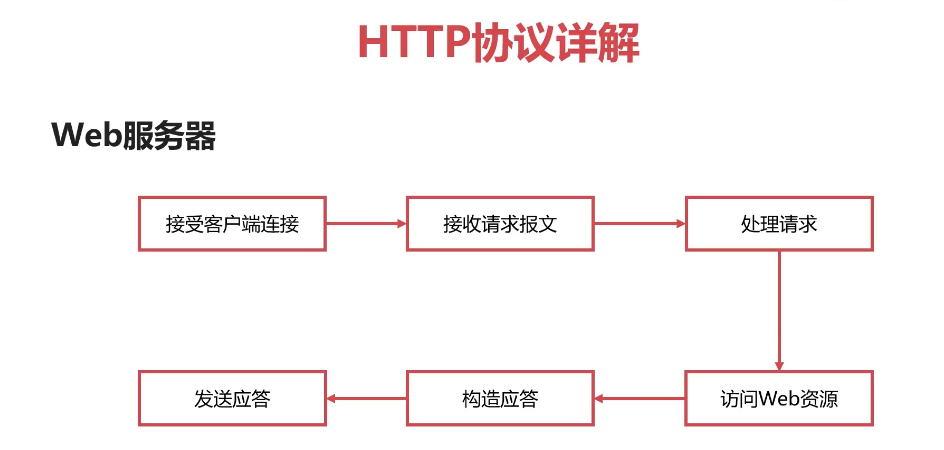 HTTP协议详解
Web服务器
接受客户端连接
接收请求报文
处理请求
访问Web资源
构造应答
发送应答